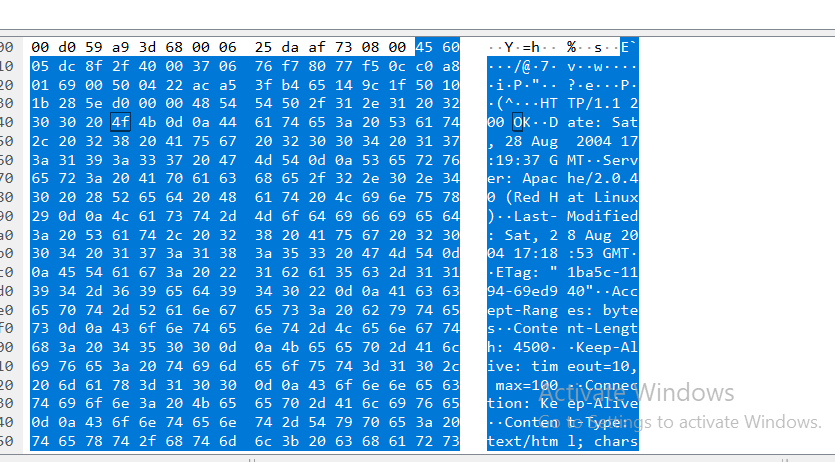 00 00 d0 59 a9 3d 68 00 06 25 da af 73 08 00 45 60 ··Y·=h·· %··s··E`
10 05 dc 8f 2f 40 00 37 06 76 f7 80 77 f5 0c c0 a8 ···/@·7· v··w····
20 01 69 00 50 04 22 ac a5 3f b4 65 14 9c 1f 50 10 ·i·P·"·· ?·e···P·
30 1b 28 5e d0 00 00 48 54 54 50 2f 31 2e 31 20 32 ·(^···HT TP/1.1 2
40 30 30 20 4f 4b 0d 0a 44 61 74 65 3a 20 53 61 74 00 OK··D ate: Sat
50 2c 20 32 38 20 41 75 67 20 32 30 30 34 20 31 37 , 28 Aug  2004 17
60 3a 31 39 3a 33 37 20 47 4d 54 0d 0a 53 65 72 76 :19:37 G MT··Serv
70 65 72 3a 20 41 70 61 63 68 65 2f 32 2e 30 2e 34 er: Apac he/2.0.4
80 30 20 28 52 65 64 20 48 61 74 20 4c 69 6e 75 78 0 (Red H at Linux
90 29 0d 0a 4c 61 73 74 2d 4d 6f 64 69 66 69 65 64 )··Last- Modified
a0 3a 20 53 61 74 2c 20 32 38 20 41 75 67 20 32 30 : Sat, 2 8 Aug 20
b0 30 34 20 31 37 3a 31 38 3a 35 33 20 47 4d 54 0d 04 17:18 :53 GMT·
c0 0a 45 54 61 67 3a 20 22 31 62 61 35 63 2d 31 31 ·ETag: " 1ba5c-11
d0 39 34 2d 36 39 65 64 39 34 30 22 0d 0a 41 63 63 94-69ed9 40"··Acc
e0 65 70 74 2d 52 61 6e 67 65 73 3a 20 62 79 74 65 ept-Rang es: byte
f0 73 0d 0a 43 6f 6e 74 65 6e 74 2d 4c 65 6e 67 74 s··Conte nt-Lengt
00 68 3a 20 34 35 30 30 0d 0a 4b 65 65 70 2d 41 6c h: 4500· ·Keep-Al
10 69 76 65 3a 20 74 69 6d 65 6f 75 74 3d 31 30 2c ive: tim eout=10,
20 20 6d 61 78 3d 31 30 30 0d 0a 43 6f 6e 6e 65 63 max=100 ··Connec
30 74 69 6f 6e 3a 20 4b 65 65 70 2d 41 6c 69 76 65 tion: Ke ep-Alive
40 0d 0a 43 6f 6e 74 65 6e 74 2d 54 79 70 65 3a 20 ··Conten t-Type:
50 74 65 78 74 2f 68 74 6d 6c 3b 20 63 68 61 72 73 text/htm l; chars
Activate Windows
Go to Settings to activate Windows.